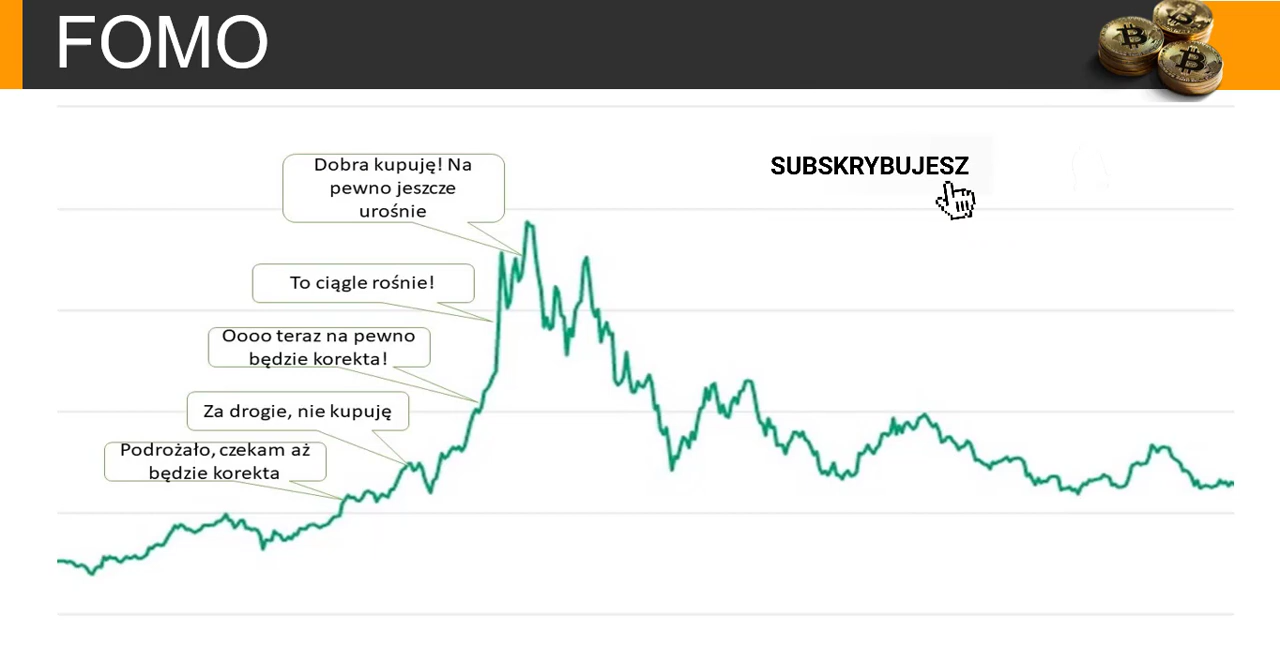 FOMO
Dobra kupuję! Na
pewno jeszcze
urośnie
SUBSKRYBUJESZ
To ciągle rośnie!
Oooo teraz na pewno
będzie korekta!
Za drogie, nie kupuję
Podrożało, czekam aż
będzie korekta